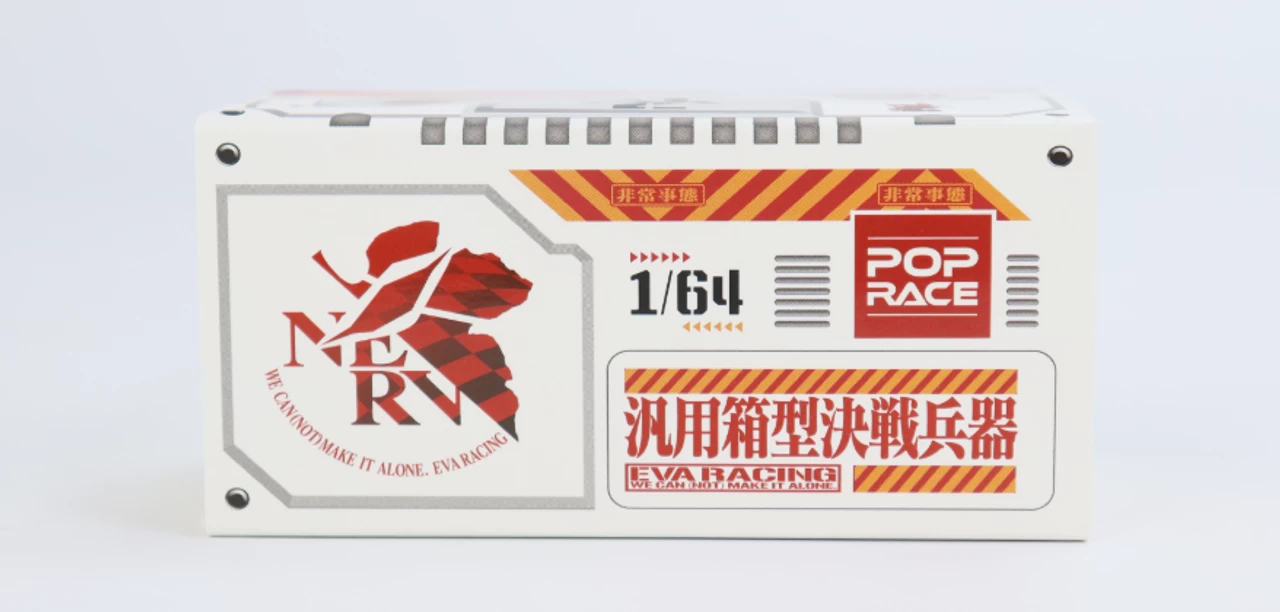 非常事態
非常事態
1/64
POP
RACE
NERV
WE CAN (NOT) MAKE IT ALONE. EVA RACING
汎用箱型決戦兵器
EVA RACING
WE CAN (NOT) MAKE IT ALONE.